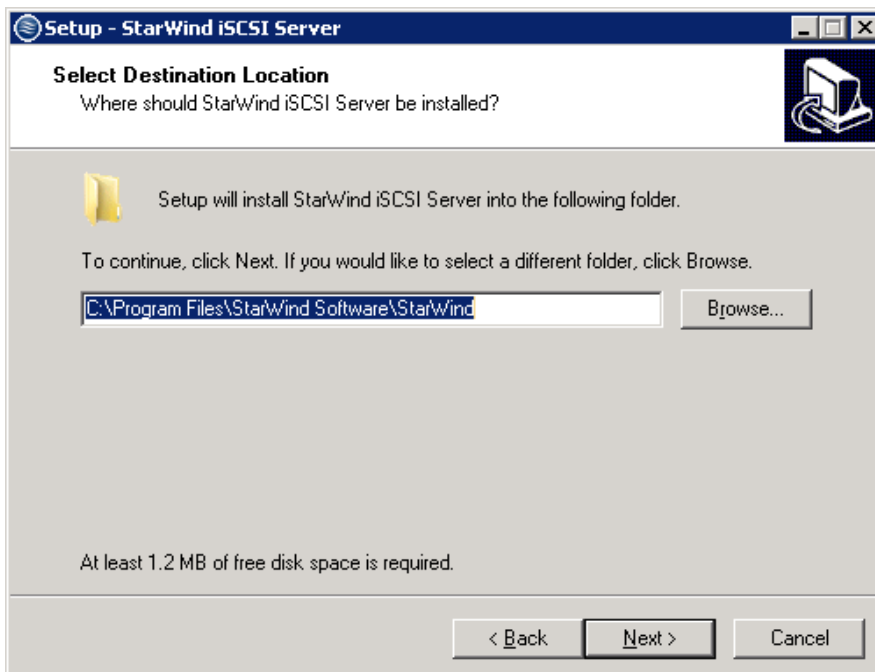 Setup - StarWind iSCSI Server
Select Destination Location
Where should StarWind iSCSI Server be installed?
Setup will install StarWind iSCSI Server into the following folder.
To continue, click Next. If you would like to select a different folder, click Browse.
C:\Program Files\StarWind Software\StarWind
Browse...
At least 1.2 MB of free disk space is required.
< Back
Next >
Cancel